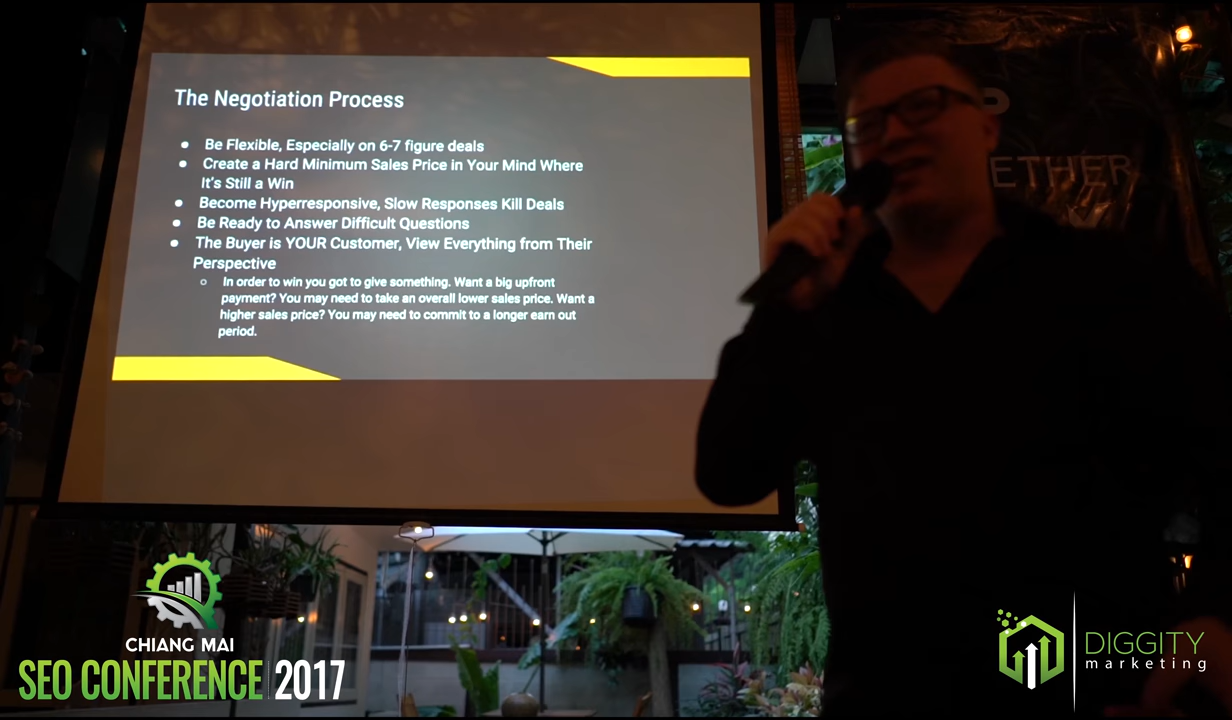 The Negotiation Process
● Be Flexible, Especially on 6-7 figure deals
● Create a Hard Minimum Sales Price in Your Mind Where
It's Still a Win
● Become Hyperresponsive, Slow Responses Kill Deals
● Be Ready to Answer Difficult Questions
● The Buyer is YOUR Customer, View Everything from Their
Perspective
○ In order to win you got to give something. Want a big upfront
payment? You may need to take an overall lower sales price. Want a
higher sales price? You may need to commit to a longer earn out
period.
P
ETHER
CHIANG MAI
SEO CONFERENCE 2017
DIGGITY
marketing